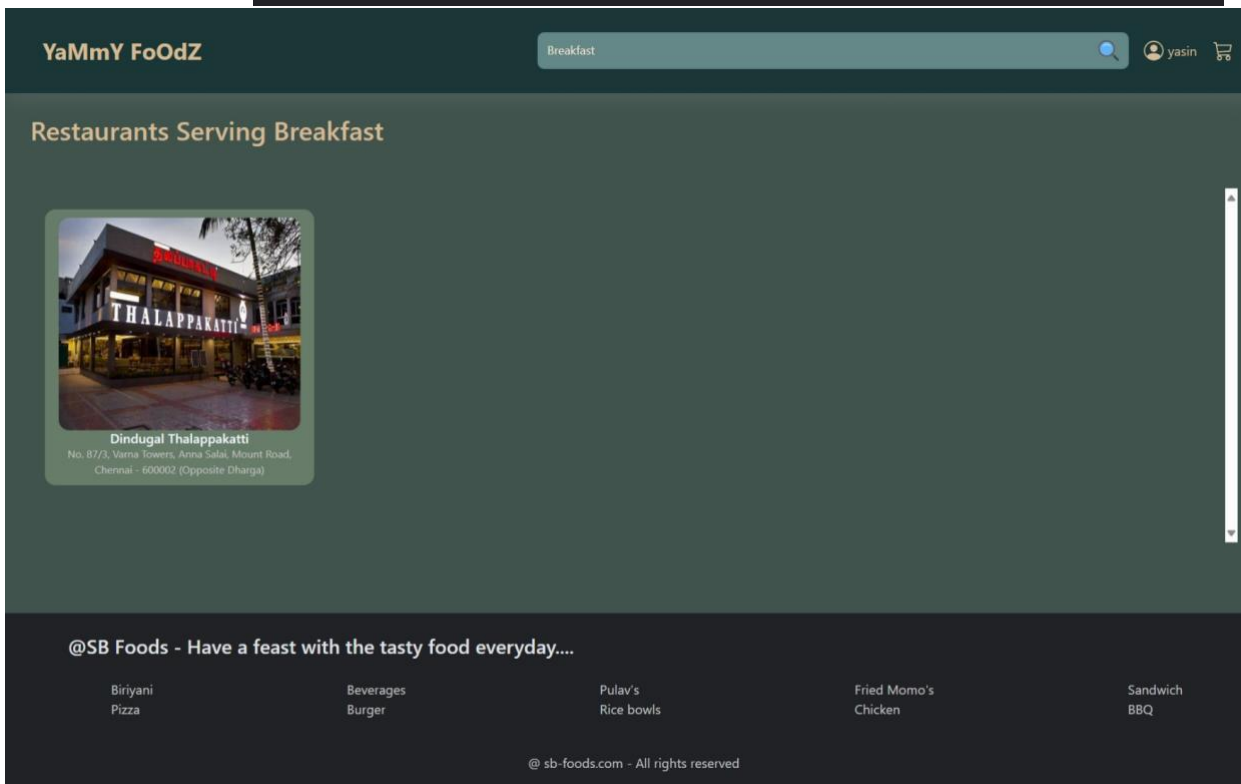 YaMmY FoOdZ
Breakfast
yasin
Restaurants Serving Breakfast
THALAPPAKATTI
Dindugal Thalappakatti
No. 87/3, Varna Towers, Anna Salai, Mount Road,
Chennai - 600002 (Opposite Dharga)
@SB Foods - Have a feast with the tasty food everyday....
Biriyani
Beverages
Pulav's
Fried Momo's
Sandwich
Pizza
Burger
Rice bowls
Chicken
BBQ
@ sb-foods.com - All rights reserved